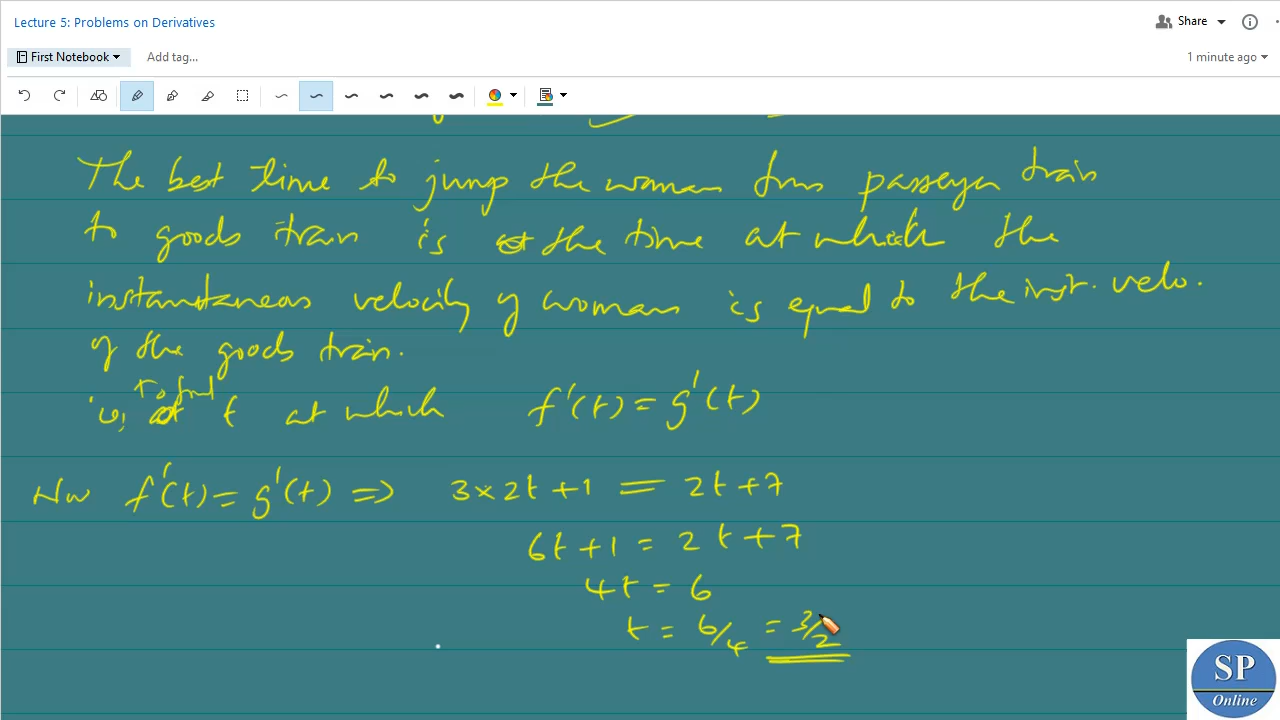 Lecture 5: Problems on Derivatives
Share
First Notebook
Add tag...
1 minute ago
The best time to jump the woman from passenger train
to goods train is the time at which the
instantaneous velocity of woman is equal to the inst. velo.
of the goods train.
To find
ie, t at which f'(t) = g'(t)
Now f'(t) = g'(t) => 3×2t+1 = 2t+7
6t+1 = 2t+7
4t = 6
t = 6/4 = 3/2
SP
Online